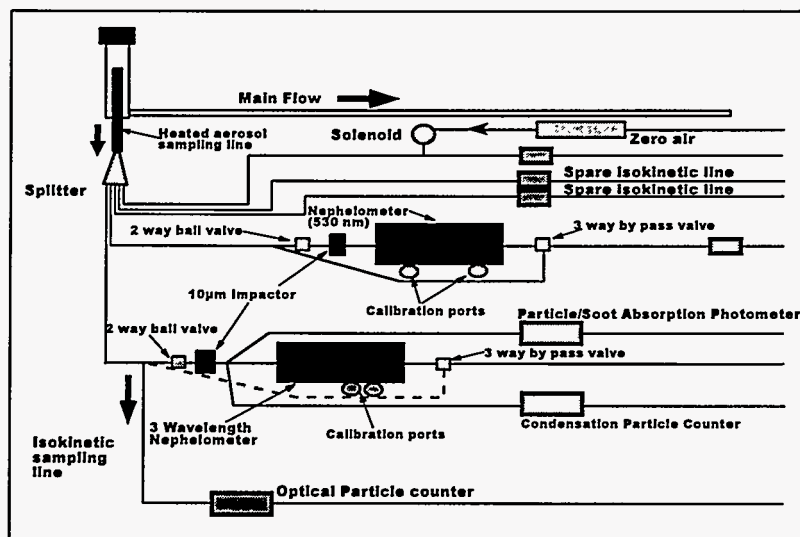 Main Flow
Heated aerosol
sampling line
Solenoid
Zero air
Splitter
Spare isokinetic line
Spare isokinetic line
Nephelometer
(530 nm)
2 way ball valve
3 way by pass valve
10µm Impactor
Calibration ports
Particle/Soot Absorption Photometer
2 way ball valve
3 way by pass valve
3 Wavelength
Nephelometer
Calibration ports
Condensation Particle Counter
Isokinetic
sampling
line
Optical Particle counter